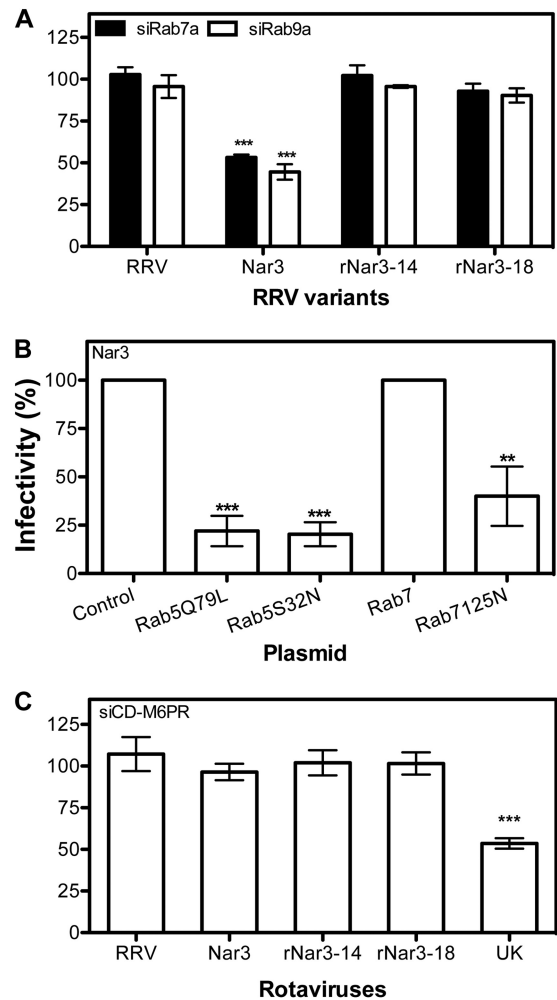 A
siRab7a siRab9a
125
100
75
50
25
0
*** ***
RRV Nar3 rNar3-14 rNar3-18
RRV variants
B
Nar3
Infectivity (%)
100
75
50
25
0
*** *** **
Control Rab5Q79L Rab5S32N Rab7 Rab7125N
Plasmid
C
siCD-M6PR
125
100
75
50
25
0
***
RRV Nar3 rNar3-14 rNar3-18 UK
Rotaviruses